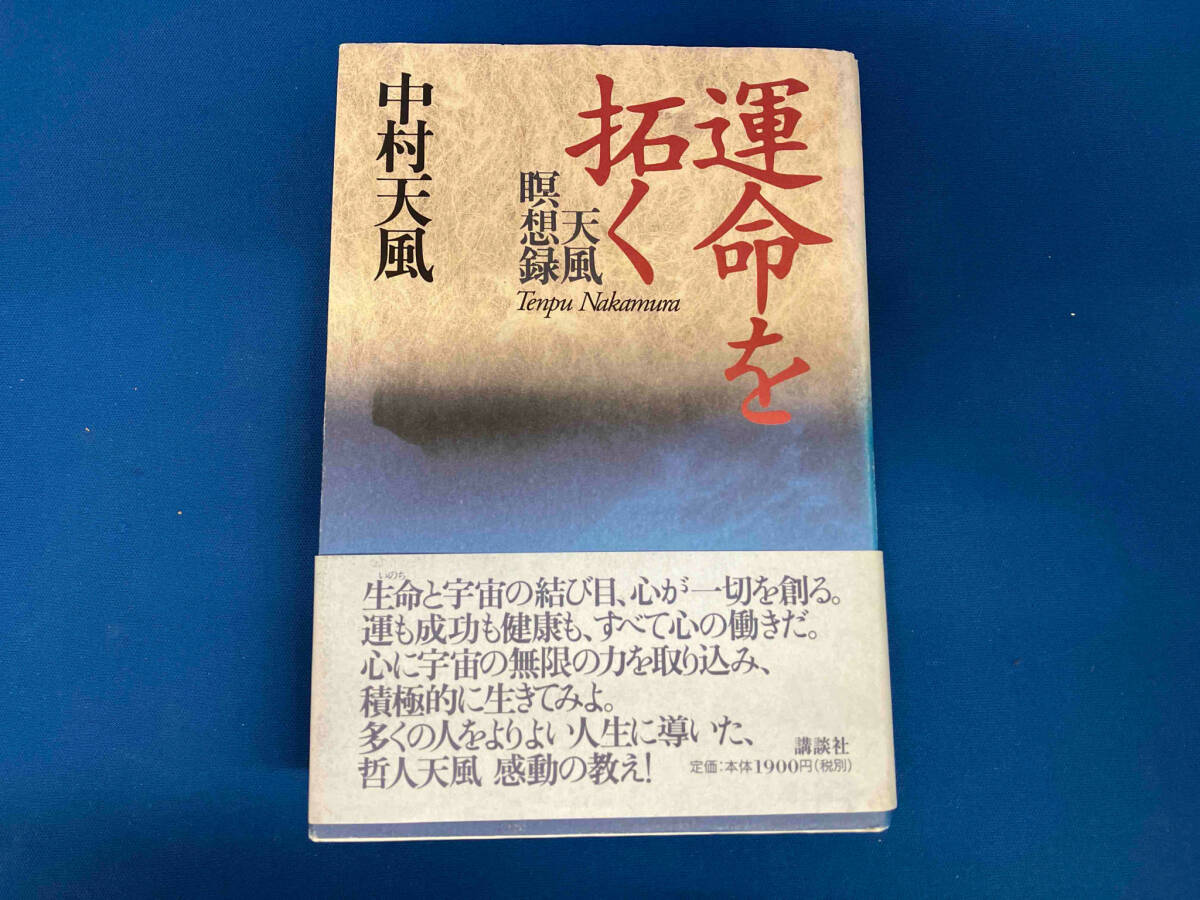 運命を
拓く
天風
瞑想録
Tenpu Nakamura
中村天風
いのち
生命と宇宙の結び目、心が一切を創る。
運も成功も健康も、すべて心の働きだ。
心に宇宙の無限の力を取り込み、
積極的に生きてみよ。
多くの人をよりよい人生に導いた、
哲人天風 感動の教え!
講談社
定価:本体1900円(税別)